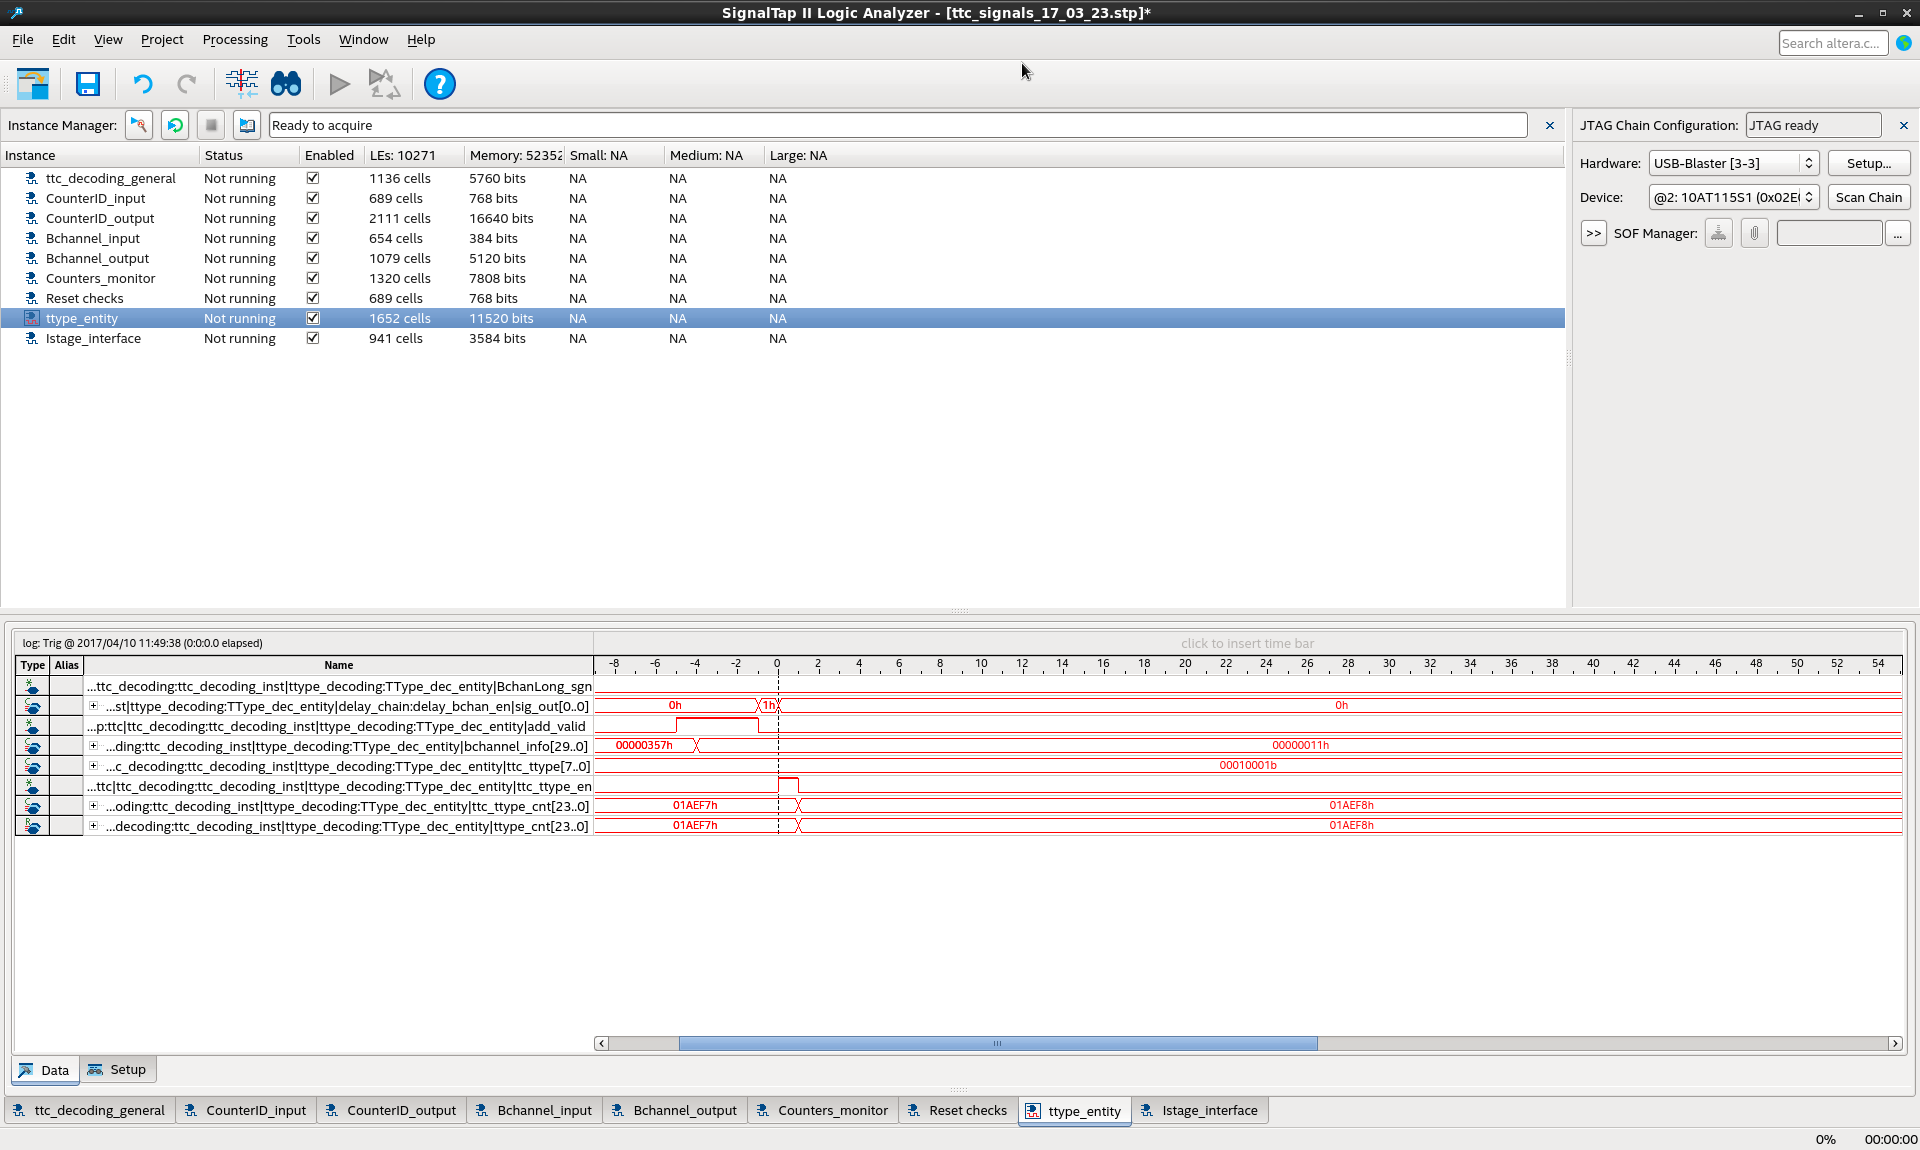 SignalTap II Logic Analyzer - [ttc_signals_17_03_23.stp]*
File Edit View Project Processing Tools Window Help
Search altera.c...
Instance Manager: Ready to acquire
JTAG Chain Configuration: JTAG ready
Instance Status Enabled LEs: 10271 Memory: 52352 Small: NA Medium: NA Large: NA
ttc_decoding_general Not running 1136 cells 5760 bits NA NA NA
CounterID_input Not running 689 cells 768 bits NA NA NA
CounterID_output Not running 2111 cells 16640 bits NA NA NA
Bchannel_input Not running 654 cells 384 bits NA NA NA
Bchannel_output Not running 1079 cells 5120 bits NA NA NA
Counters_monitor Not running 1320 cells 7808 bits NA NA NA
Reset checks Not running 689 cells 768 bits NA NA NA
ttype_entity Not running 1652 cells 11520 bits NA NA NA
Istage_interface Not running 941 cells 3584 bits NA NA NA
Hardware: USB-Blaster [3-3] Setup...
Device: @2: 10AT115S1 (0x02E Scan Chain
>> SOF Manager: ...
log: Trig @ 2017/04/10 11:49:38 (0:0:0.0 elapsed) click to insert time bar
Type Alias Name -8 -6 -4 -2 0 2 4 6 8 10 12 14 16 18 20 22 24 26 28 30 32 34 36 38 40 42 44 46 48 50 52 54
...ttc_decoding:ttc_decoding_inst|ttype_decoding:TType_dec_entity|BchanLong_sgn
...st|ttype_decoding:TType_dec_entity|delay_chain:delay_bchan_en|sig_out[0..0] 0h 1h 0h
...p:ttc|ttc_decoding:ttc_decoding_inst|ttype_decoding:TType_dec_entity|add_valid
...ding:ttc_decoding_inst|ttype_decoding:TType_dec_entity|bchannel_info[29..0] 00000357h 00000011h
...c_decoding:ttc_decoding_inst|ttype_decoding:TType_dec_entity|ttc_ttype[7..0] 00010001b
...ttc|ttc_decoding:ttc_decoding_inst|ttype_decoding:TType_dec_entity|ttc_ttype_en
...oding:ttc_decoding_inst|ttype_decoding:TType_dec_entity|ttc_ttype_cnt[23..0] 01AEF7h 01AEF8h
...decoding:ttc_decoding_inst|ttype_decoding:TType_dec_entity|ttype_cnt[23..0] 01AEF7h 01AEF8h
Data Setup
ttc_decoding_general CounterID_input CounterID_output Bchannel_input Bchannel_output Counters_monitor Reset checks ttype_entity Istage_interface
0% 00:00:00